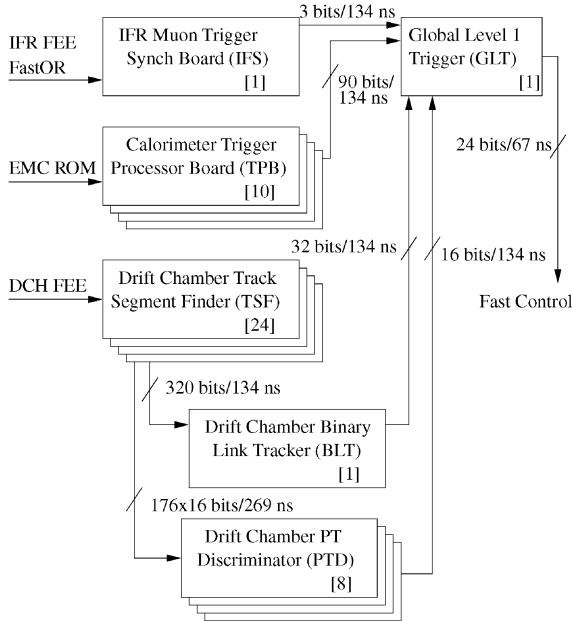 3 bits/134 ns
IFR FEE
FastOR
IFR Muon Trigger
Synch Board (IFS)
[1]
Global Level 1
Trigger (GLT)
[1]
90 bits/
134 ns
Calorimeter Trigger
Processor Board (TPB)
[10]
EMC ROM
24 bits/67 ns
32 bits/134 ns
16 bits/134 ns
DCH FEE
Drift Chamber Track
Segment Finder (TSF)
[24]
Fast Control
320 bits/134 ns
Drift Chamber Binary
Link Tracker (BLT)
[1]
176x16 bits/269 ns
Drift Chamber PT
Discriminator (PTD)
[8]